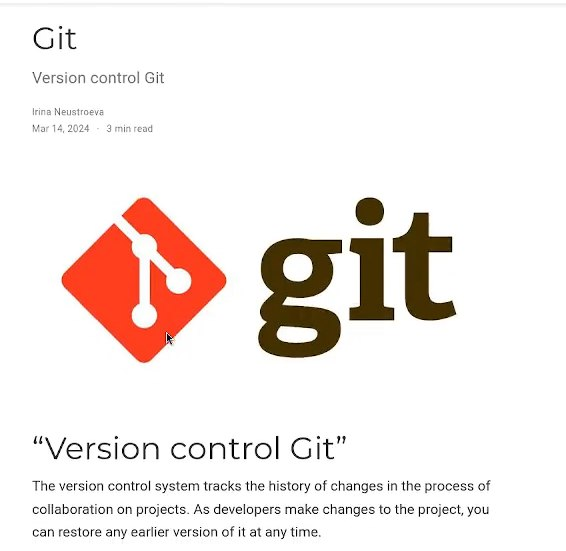 Git
Version control Git
Irina Neustroeva
Mar 14, 2024 · 3 min read
git
“Version control Git”
The version control system tracks the history of changes in the process of
collaboration on projects. As developers make changes to the project, you
can restore any earlier version of it at any time.